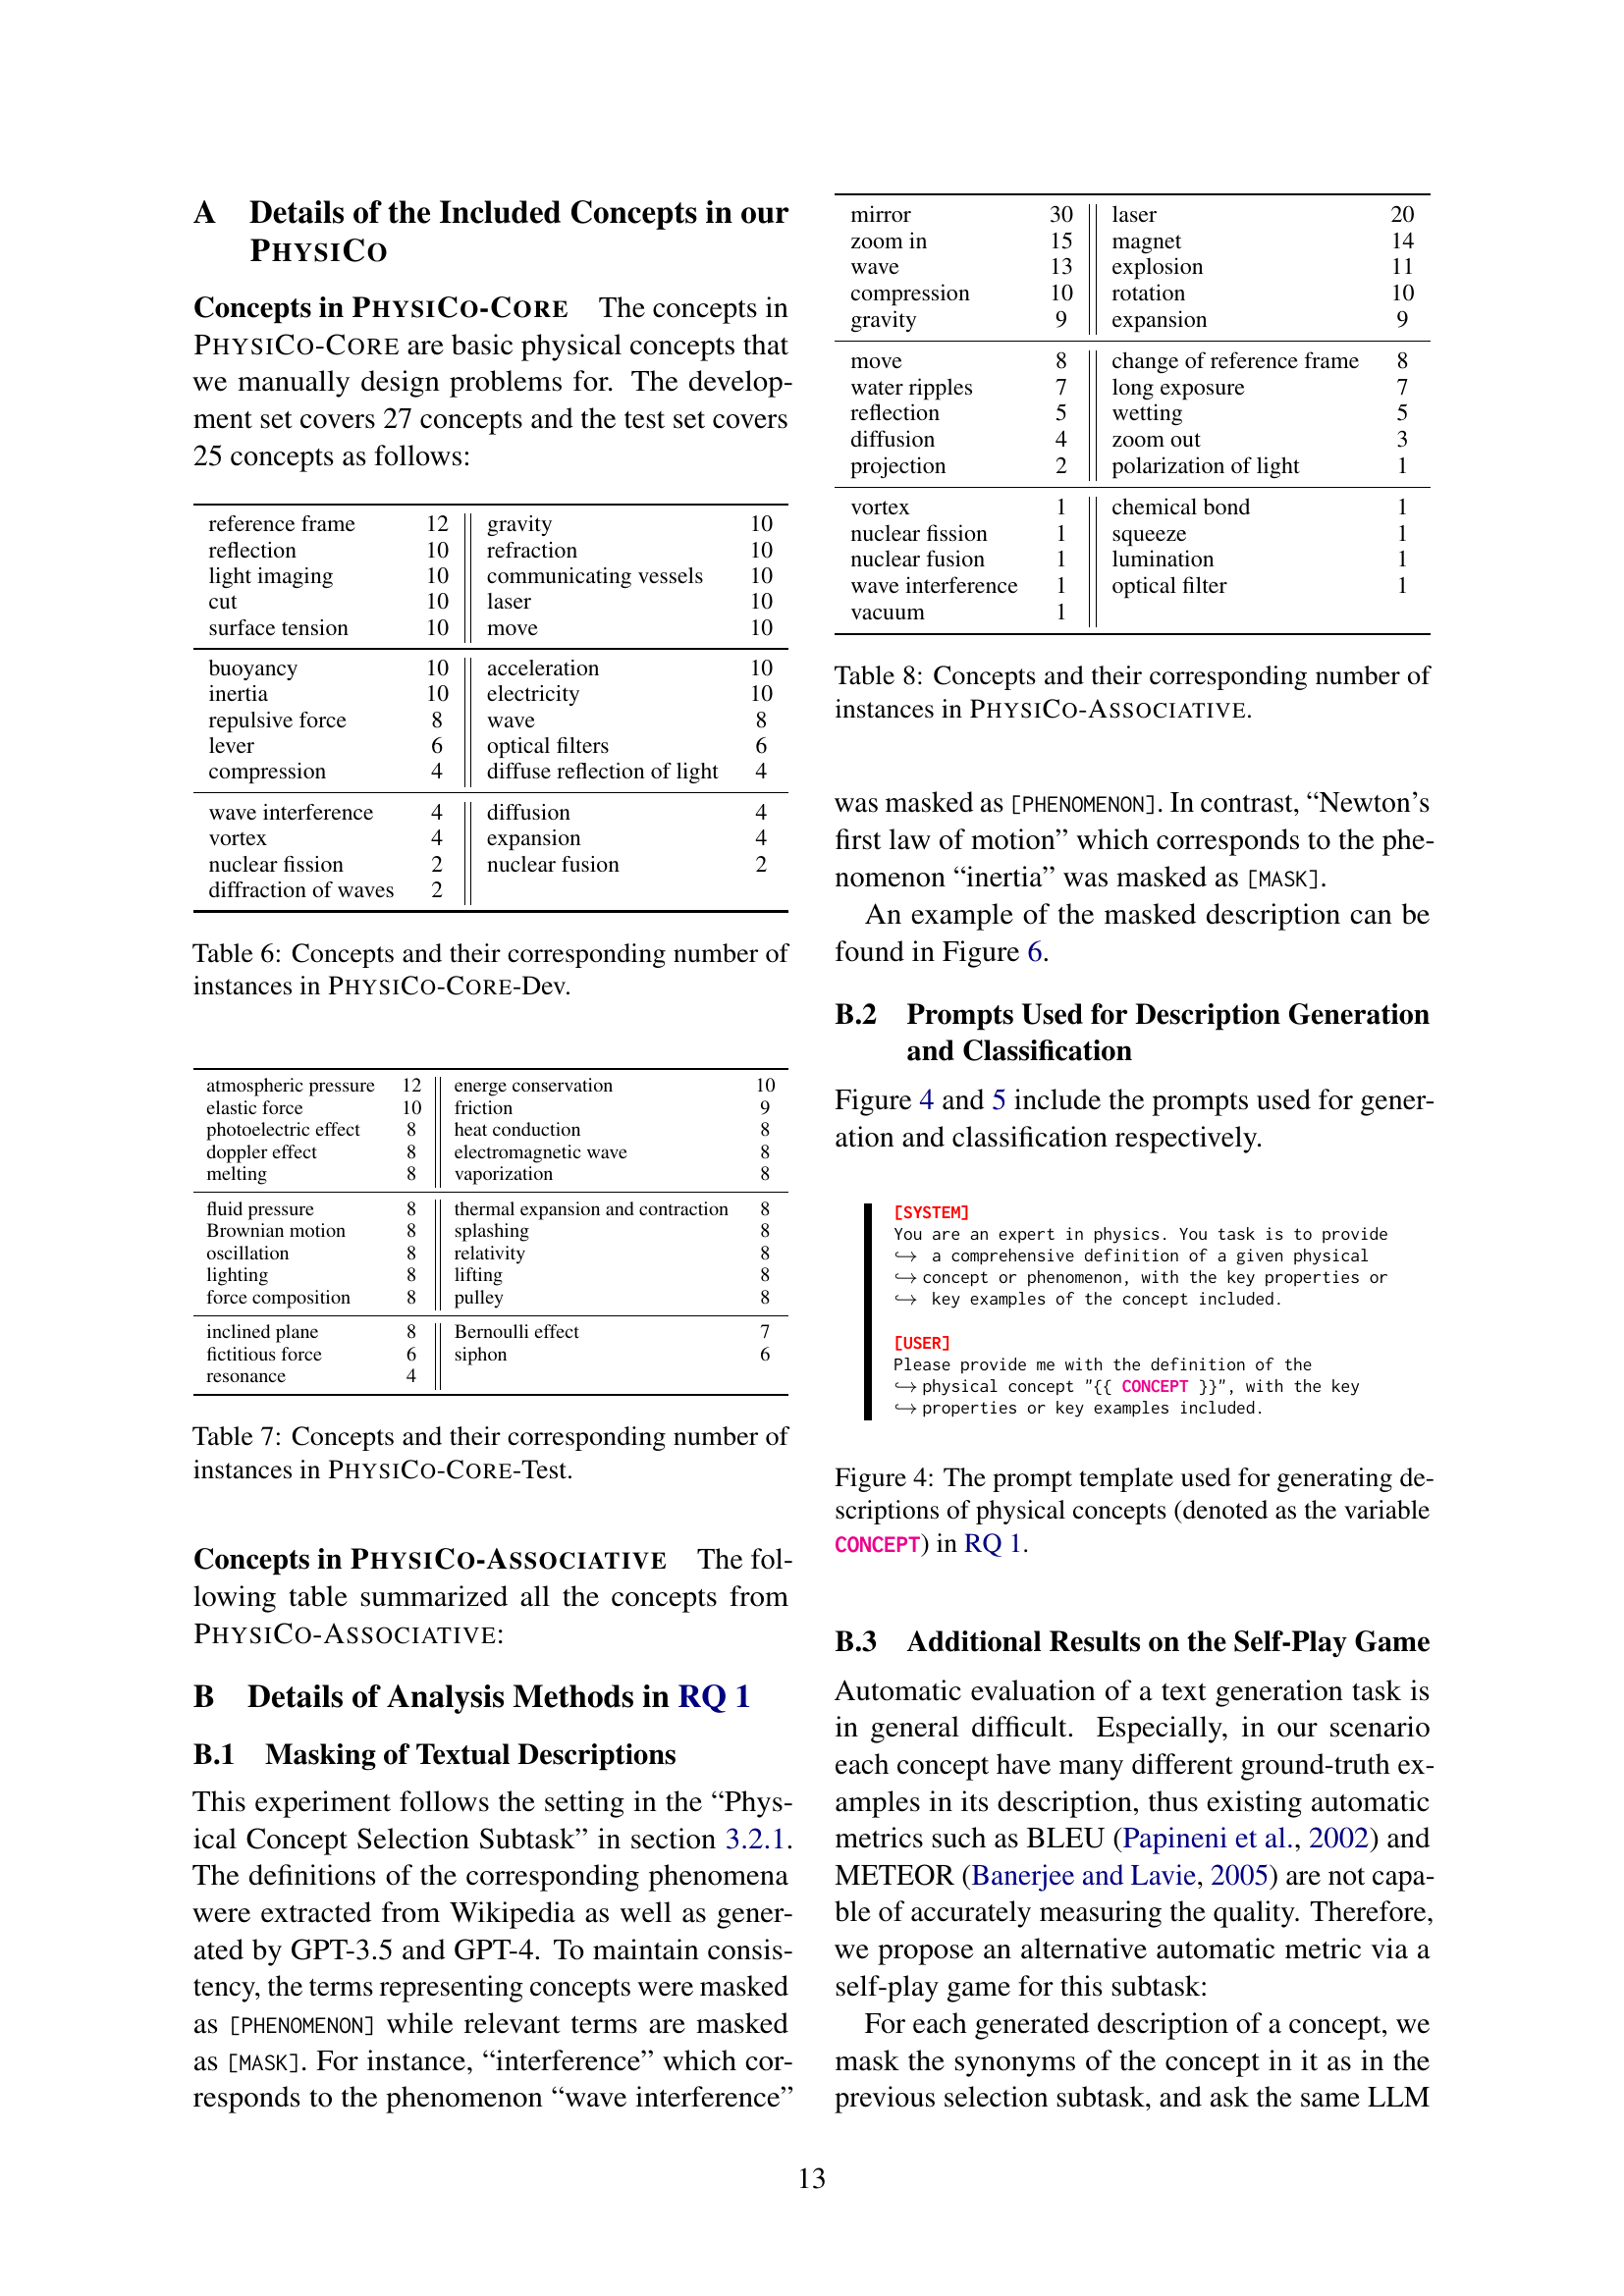 A Details of the Included Concepts in our
PHYSICO
Concepts in PHYSICO-CORE The concepts in
PHYSICO-CORE are basic physical concepts that
we manually design problems for. The develop-
ment set covers 27 concepts and the test set covers
25 concepts as follows:
reference frame 12 gravity 10
reflection 10 refraction 10
light imaging 10 communicating vessels 10
cut 10 laser 10
surface tension 10 move 10
buoyancy 10 acceleration 10
inertia 10 electricity 10
repulsive force 8 wave 8
lever 6 optical filters 6
compression 4 diffuse reflection of light 4
wave interference 4 diffusion 4
vortex 4 expansion 4
nuclear fission 2 nuclear fusion 2
diffraction of waves 2
Table 6: Concepts and their corresponding number of
instances in PHYSICO-CORE-Dev.
atmospheric pressure 12 energe conservation 10
elastic force 10 friction 9
photoelectric effect 8 heat conduction 8
doppler effect 8 electromagnetic wave 8
melting 8 vaporization 8
fluid pressure 8 thermal expansion and contraction 8
Brownian motion 8 splashing 8
oscillation 8 relativity 8
lighting 8 lifting 8
force composition 8 pulley 8
inclined plane 8 Bernoulli effect 7
fictitious force 6 siphon 6
resonance 4
Table 7: Concepts and their corresponding number of
instances in PHYSICO-CORE-Test.
Concepts in PHYSICO-ASSOCIATIVE The fol-
lowing table summarized all the concepts from
PHYSICO-ASSOCIATIVE:
B Details of Analysis Methods in RQ 1
B.1 Masking of Textual Descriptions
This experiment follows the setting in the “Phys-
ical Concept Selection Subtask” in section 3.2.1.
The definitions of the corresponding phenomena
were extracted from Wikipedia as well as gener-
ated by GPT-3.5 and GPT-4. To maintain consis-
tency, the terms representing concepts were masked
as [PHENOMENON] while relevant terms are masked
as [MASK]. For instance, “interference” which cor-
responds to the phenomenon “wave interference”
mirror 30 laser 20
zoom in 15 magnet 14
wave 13 explosion 11
compression 10 rotation 10
gravity 9 expansion 9
move 8 change of reference frame 8
water ripples 7 long exposure 7
reflection 5 wetting 5
diffusion 4 zoom out 3
projection 2 polarization of light 1
vortex 1 chemical bond 1
nuclear fission 1 squeeze 1
nuclear fusion 1 lumination 1
wave interference 1 optical filter 1
vacuum 1
Table 8: Concepts and their corresponding number of
instances in PHYSICO-ASSOCIATIVE.
was masked as [PHENOMENON]. In contrast, “Newton’s
first law of motion” which corresponds to the phe-
nomenon “inertia” was masked as [MASK].
An example of the masked description can be
found in Figure 6.
B.2 Prompts Used for Description Generation
and Classification
Figure 4 and 5 include the prompts used for gener-
ation and classification respectively.
[SYSTEM]
You are an expert in physics. You task is to provide
↪ a comprehensive definition of a given physical
↪ concept or phenomenon, with the key properties or
↪ key examples of the concept included.
[USER]
Please provide me with the definition of the
↪ physical concept "{{ CONCEPT }}", with the key
↪ properties or key examples included.
Figure 4: The prompt template used for generating de-
scriptions of physical concepts (denoted as the variable
CONCEPT) in RQ 1.
B.3 Additional Results on the Self-Play Game
Automatic evaluation of a text generation task is
in general difficult. Especially, in our scenario
each concept have many different ground-truth ex-
amples in its description, thus existing automatic
metrics such as BLEU (Papineni et al., 2002) and
METEOR (Banerjee and Lavie, 2005) are not capa-
ble of accurately measuring the quality. Therefore,
we propose an alternative automatic metric via a
self-play game for this subtask:
For each generated description of a concept, we
mask the synonyms of the concept in it as in the
previous selection subtask, and ask the same LLM
13